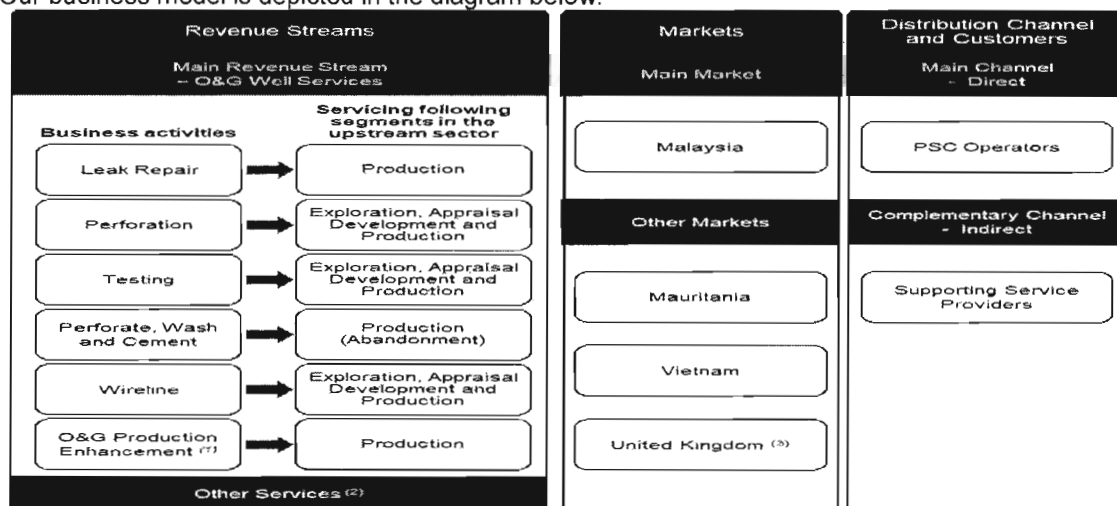 Our business model is depicted in the diagram below.
Revenue Streams
Main Revenue Stream
– O&G Well Services
Business activities
Servicing following
segments in the
upstream sector
Leak Repair
Production
Perforation
Exploration, Appraisal
Development and
Production
Testing
Exploration, Appraisal
Development and
Production
Perforate, Wash
and Cement
Production
(Abandonment)
Wireline
Exploration, Appraisal
Development and
Production
O&G Production
Enhancement (1)
Production
Other Services (2)
Markets
Main Market
Malaysia
Other Markets
Mauritania
Vietnam
United Kingdom (3)
Distribution Channel
and Customers
Main Channel
- Direct
PSC Operators
Complementary Channel
- Indirect
Supporting Service
Providers